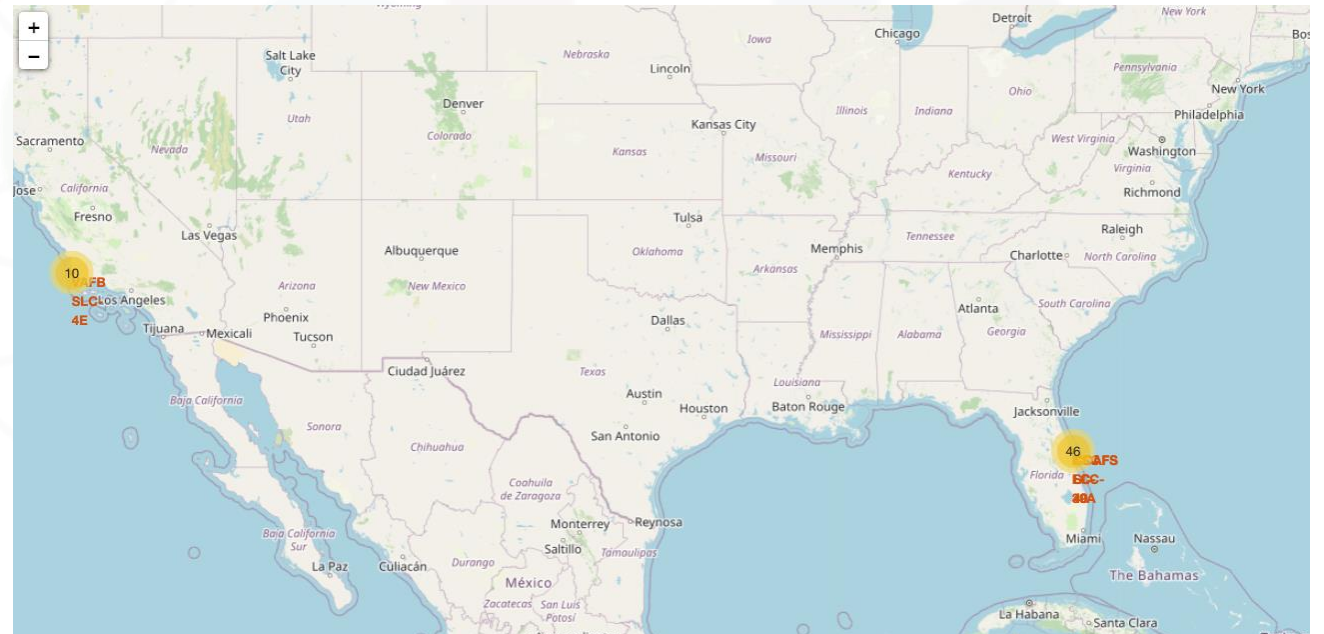 Wyoming
New York
Detroit
Chicago
Bos
+
−
Salt Lake
City
Nebraska
Iowa
Lincoln
Pennsylvania
New York
Ohio
Denver
Illinois
Indiana
Philadelphia
Utah
Kansas City
Colorado
Sacramento
Nevada
Kansas
Missouri
West Virginia
Washington
Virginia
Kentucky
Jose
California
Richmond
Fresno
Tulsa
Las Vegas
Raleigh
Albuquerque
Oklahoma
Memphis
Tennessee
Charlotte
North Carolina
10
Arkansas
VAFB
SLC-
4E
Los Angeles
Arizona
New Mexico
South Carolina
Atlanta
Phoenix
Dallas
Tijuana
Mexicali
Tucson
Mississippi
Alabama
Georgia
Ciudad Juárez
Texas
Louisiana
Baja California
Austin
Houston
Baton Rouge
Jacksonville
Sonora
San Antonio
Chihuahua
46
AFS
Florida
Coahuila
de Zaragoza
Monterrey
Reynosa
Baja California
Sur
Miami
Nassau
Saltillo
Tamaulipas
La Paz
Culiacán
Durango
México
The Bahamas
Zacatecas
San Luis
Potosí
La Habana
Santa Clara